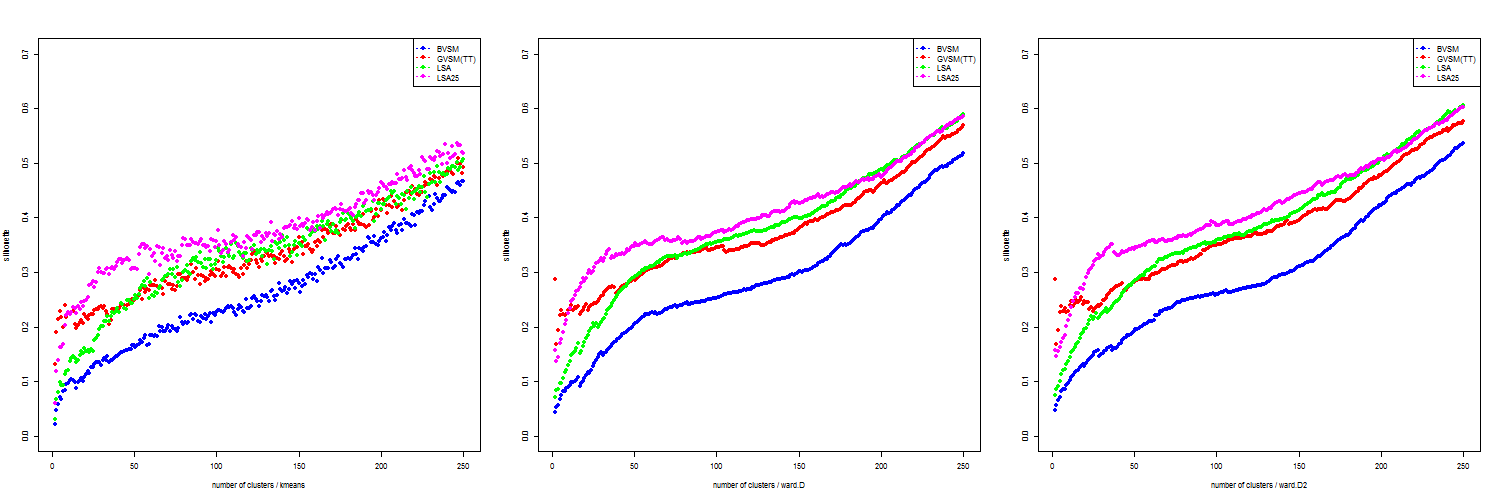 BVSM
GVSM(TT)
LSA
LSA25
0.7
0.6
0.5
0.4
0.3
0.2
0.1
0.0
silhouette
0 50 100 150 200 250
number of clusters / kmeans
BVSM
GVSM(TT)
LSA
LSA25
0.7
0.6
0.5
0.4
0.3
0.2
0.1
0.0
silhouette
0 50 100 150 200 250
number of clusters / ward.D
BVSM
GVSM(TT)
LSA
LSA25
0.7
0.6
0.5
0.4
0.3
0.2
0.1
0.0
silhouette
0 50 100 150 200 250
number of clusters / ward.D2